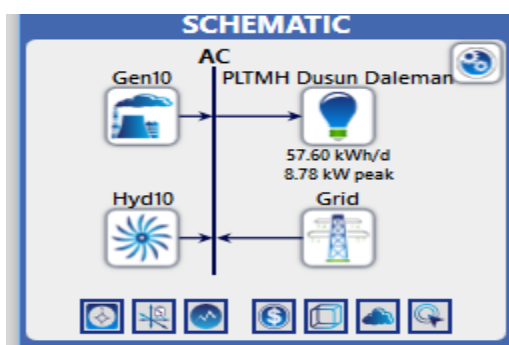 SCHEMATIC
AC
Gen10
PLTMH Dusun Daleman
57.60 kWh/d
8.78 kW peak
Hyd10
Grid